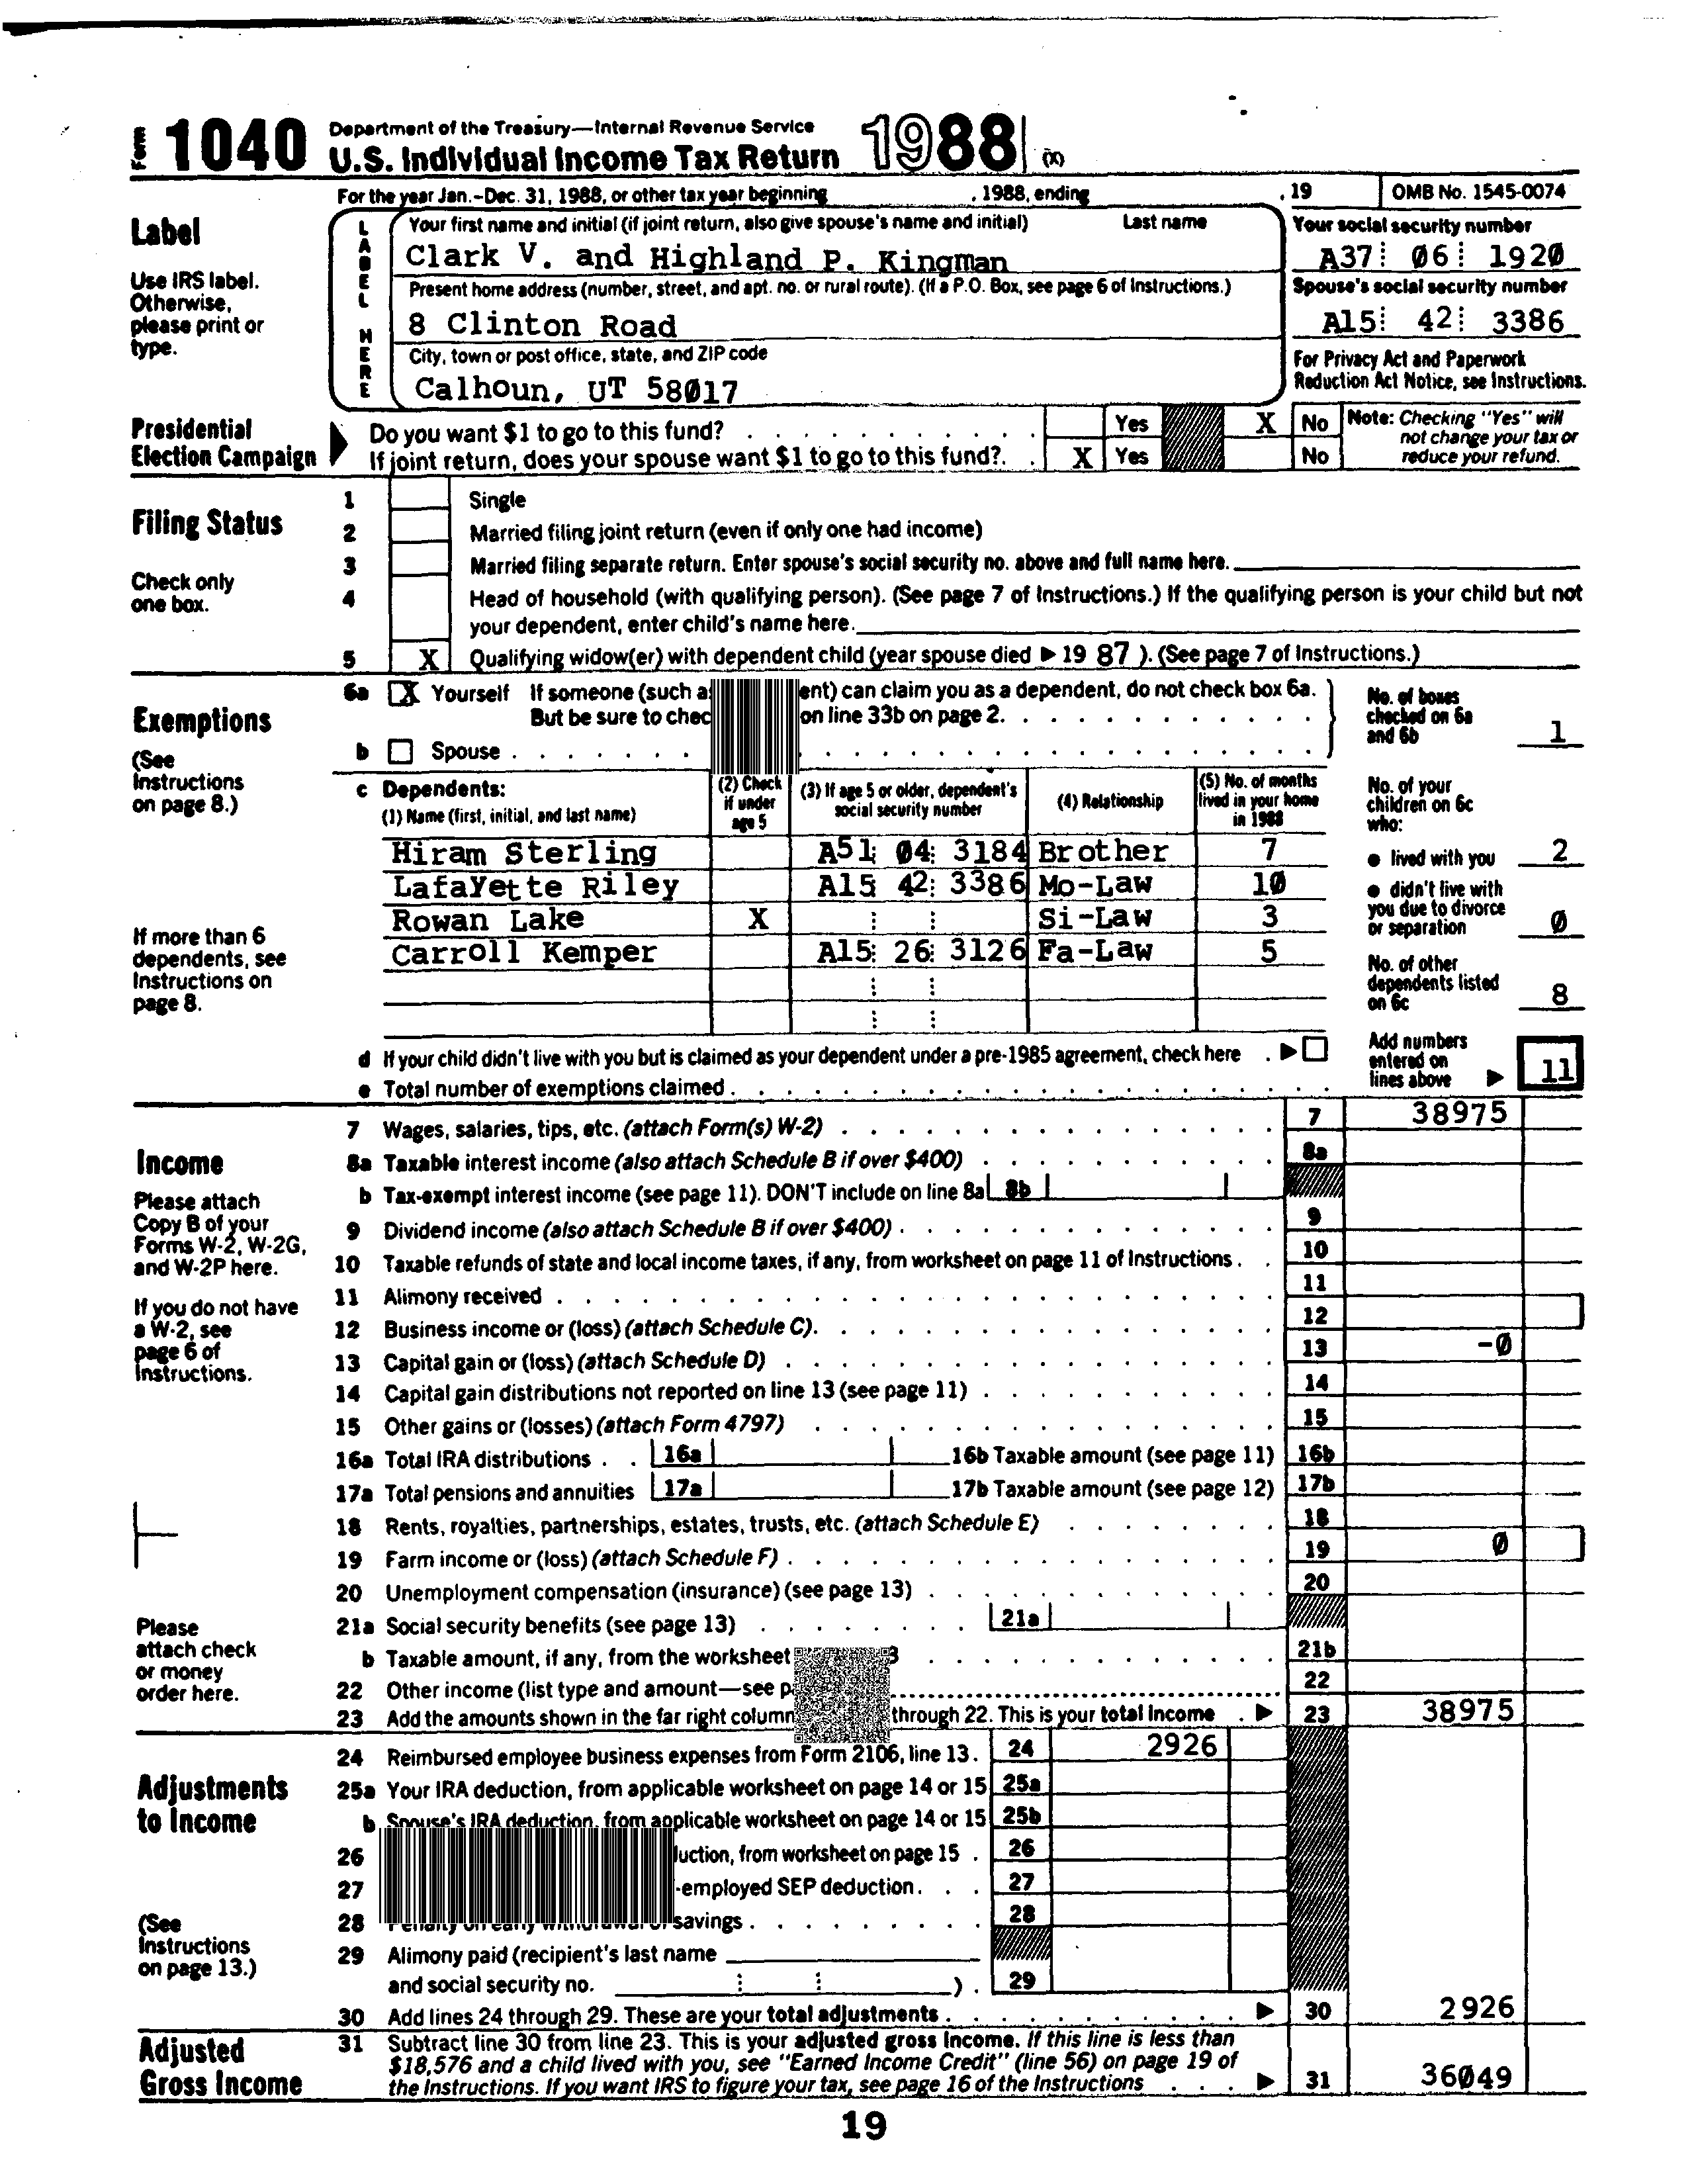 Form 1040 Department of the Treasury—Internal Revenue Service
U.S. Individual Income Tax Return 1988 (X)
For the year Jan.-Dec. 31, 1988, or other tax year beginning , 1988, ending , 19 OMB No. 1545-0074
Label
Use IRS label. Otherwise, please print or type.
LABEL HERE
Your first name and initial (if joint return, also give spouse's name and initial) Last name
Clark V. and Highland P. Kingman
Your social security number
A37 06 1920
Present home address (number, street, and apt. no. or rural route). (If a P.O. Box, see page 6 of Instructions.)
8 Clinton Road
Spouse's social security number
A15 42 3386
City, town or post office, state, and ZIP code
Calhoun, UT 58017
For Privacy Act and Paperwork
Reduction Act Notice, see Instructions.
Presidential
Election Campaign
Do you want $1 to go to this fund? Yes X No
If joint return, does your spouse want $1 to go to this fund? X Yes No
Note: Checking "Yes" will
not change your tax or
reduce your refund.
Filing Status
Check only
one box.
1 Single
2 Married filing joint return (even if only one had income)
3 Married filing separate return. Enter spouse's social security no. above and full name here.
4 Head of household (with qualifying person). (See page 7 of Instructions.) If the qualifying person is your child but not
your dependent, enter child's name here.
5 X Qualifying widow(er) with dependent child (year spouse died ▶ 19 87 ). (See page 7 of Instructions.)
Exemptions
(See
Instructions
on page 8.)
6a X Yourself If someone (such ent) can claim you as a dependent, do not check box 6a.
But be sure to on line 33b on page 2.
b Spouse
No. of boxes
checked on 6a
and 6b 1
c Dependents:
(1) Name (first, initial, and last name)
(2) Check
if under
age 5
(3) If age 5 or older, dependent's
social security number
(4) Relationship
(5) No. of months
lived in your home
in 1988
Hiram Sterling A51 04 3184 Brother 7
LafaYette Riley A15 42 3386 Mo-Law 10
Rowan Lake X Si-Law 3
Carroll Kemper A15 26 3126 Fa-Law 5
If more than 6
dependents, see
Instructions on
page 8.
No. of your
children on 6c
who:
● lived with you 2
● didn't live with
you due to divorce
or separation 0
No. of other
dependents listed
on 6c 8
d If your child didn't live with you but is claimed as your dependent under a pre-1985 agreement, check here ▶
e Total number of exemptions claimed
Add numbers
entered on
lines above ▶ 11
Income
Please attach
Copy B of your
Forms W-2, W-2G,
and W-2P here.
If you do not have
a W-2, see
page 6 of
Instructions.
7 Wages, salaries, tips, etc. (attach Form(s) W-2) 7 38975
8a Taxable interest income (also attach Schedule B if over $400) 8a
b Tax-exempt interest income (see page 11). DON'T include on line 8a 8b
9 Dividend income (also attach Schedule B if over $400) 9
10 Taxable refunds of state and local income taxes, if any, from worksheet on page 11 of Instructions 10
11 Alimony received 11
12 Business income or (loss) (attach Schedule C) 12
13 Capital gain or (loss) (attach Schedule D) 13 -0
14 Capital gain distributions not reported on line 13 (see page 11) 14
15 Other gains or (losses) (attach Form 4797) 15
16a Total IRA distributions 16a 16b Taxable amount (see page 11) 16b
17a Total pensions and annuities 17a 17b Taxable amount (see page 12) 17b
18 Rents, royalties, partnerships, estates, trusts, etc. (attach Schedule E) 18
19 Farm income or (loss) (attach Schedule F) 19 0
20 Unemployment compensation (insurance) (see page 13) 20
21a Social security benefits (see page 13) 21a
b Taxable amount, if any, from the worksheet 21b
22 Other income (list type and amount—see 22
23 Add the amounts shown in the far right column through 22. This is your total income ▶ 23 38975
Please
attach check
or money
order here.
Adjustments
to Income
(See
Instructions
on page 13.)
24 Reimbursed employee business expenses from Form 2106, line 13. 24 2926
25a Your IRA deduction, from applicable worksheet on page 14 or 15 25a
b Spouse's IRA deduction, from applicable worksheet on page 14 or 15 25b
26 uction, from worksheet on page 15 26
27 -employed SEP deduction 27
28 savings 28
29 Alimony paid (recipient's last name
and social security no. ) 29
30 Add lines 24 through 29. These are your total adjustments ▶ 30 2926
Adjusted
Gross Income
31 Subtract line 30 from line 23. This is your adjusted gross income. If this line is less than
$18,576 and a child lived with you, see "Earned Income Credit" (line 56) on page 19 of
the Instructions. If you want IRS to figure your tax, see page 16 of the Instructions ▶ 31 36049
19